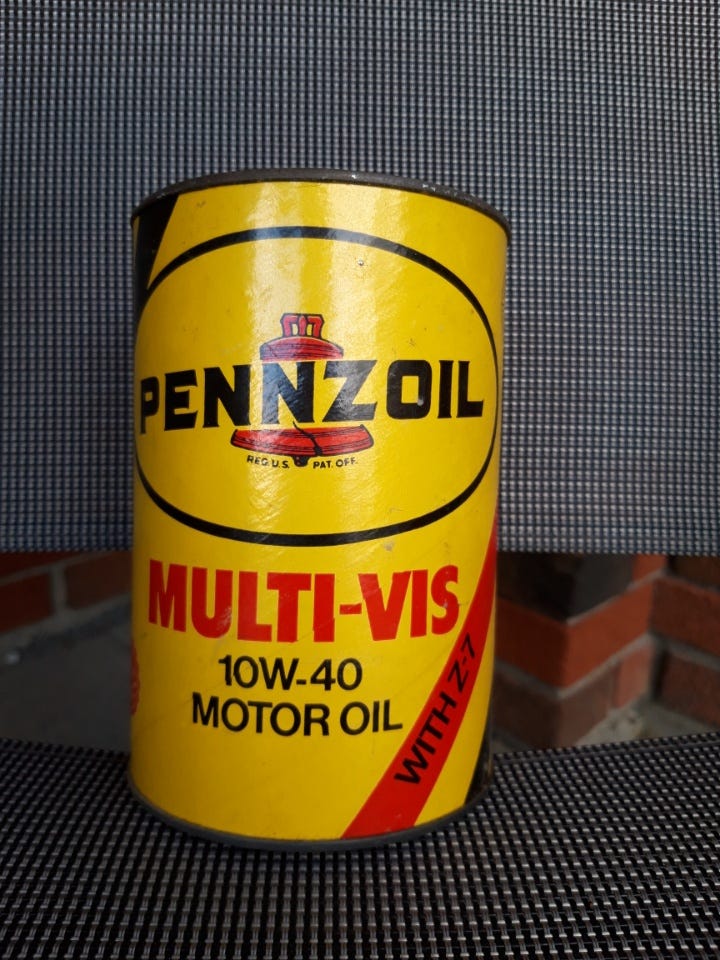 PENNZOIL
REG. U.S. PAT. OFF.
MULTI-VIS
10W-40
MOTOR OIL
WITH Z-7